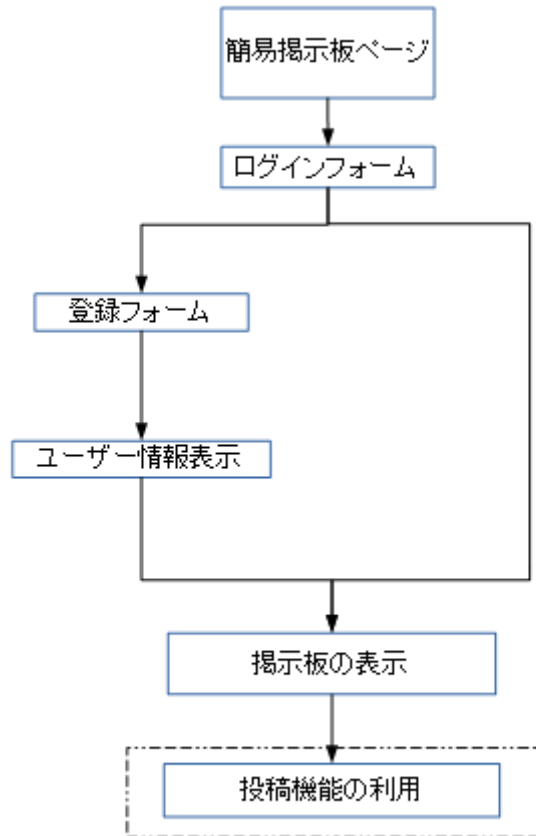 簡易掲示板ページ
ログインフォーム
登録フォーム
ユーザー情報表示
掲示板の表示
投稿機能の利用